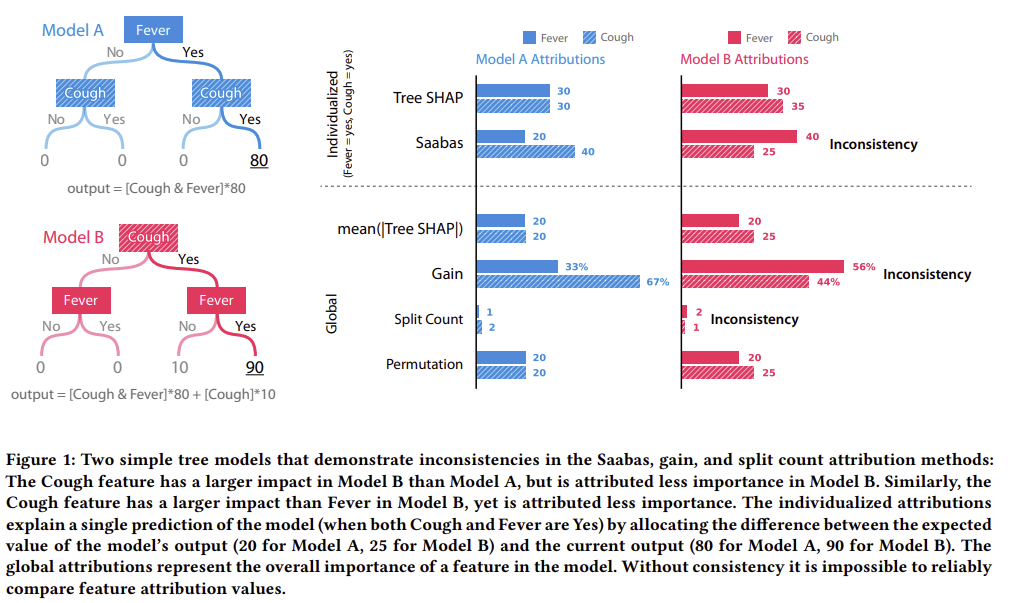 Model A
Fever
No Yes
Cough Cough
No Yes No Yes
0 0 0 80
output = [Cough & Fever]*80
Model B
Cough
No Yes
Fever Fever
No Yes No Yes
0 0 10 90
output = [Cough & Fever]*80 + [Cough]*10
Fever Cough
Model A Attributions
Fever Cough
Model B Attributions
Individualized
(Fever = yes, Cough = yes)
Tree SHAP
30
30
30
35
Saabas
20
40
40
25
Inconsistency
Global
mean(|Tree SHAP|)
20
20
20
25
Gain
33%
67%
56%
44%
Inconsistency
Split Count
1
2
2
1
Inconsistency
Permutation
20
20
20
25
Figure 1: Two simple tree models that demonstrate inconsistencies in the Saabas, gain, and split count attribution methods:
The Cough feature has a larger impact in Model B than Model A, but is attributed less importance in Model B. Similarly, the
Cough feature has a larger impact than Fever in Model B, yet is attributed less importance. The individualized attributions
explain a single prediction of the model (when both Cough and Fever are Yes) by allocating the difference between the expected
value of the model's output (20 for Model A, 25 for Model B) and the current output (80 for Model A, 90 for Model B). The
global attributions represent the overall importance of a feature in the model. Without consistency it is impossible to reliably
compare feature attribution values.